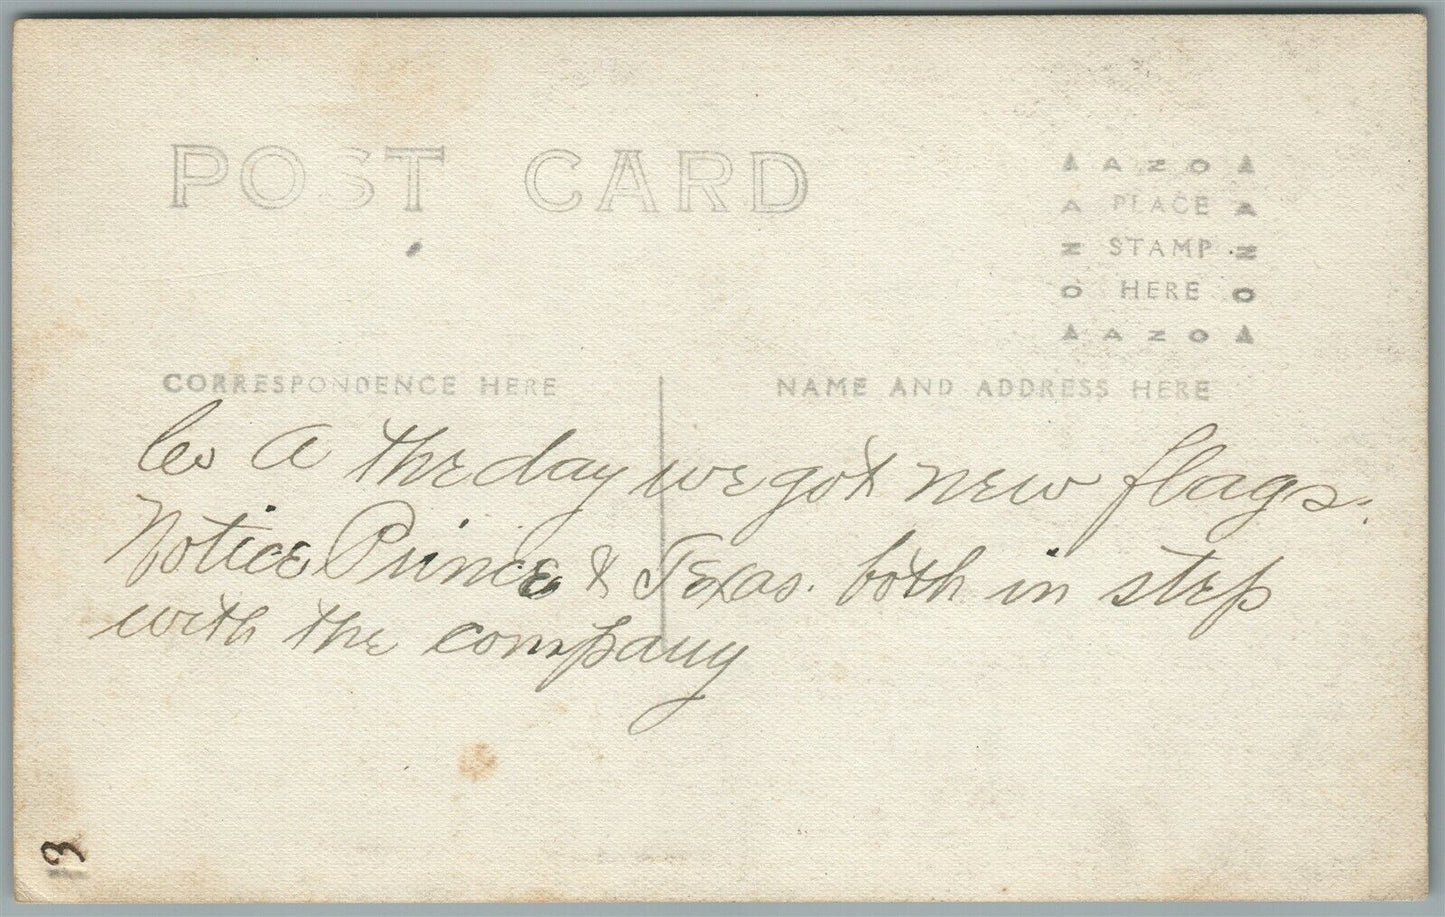 POST CARD
AZO
A PLACE A
N STAMP N
O HERE O
AZO
CORRESPONDENCE HERE
NAME AND ADDRESS HERE
Co A the day we got new flags.
Notice Prince & Texas. both in step
with the company
13